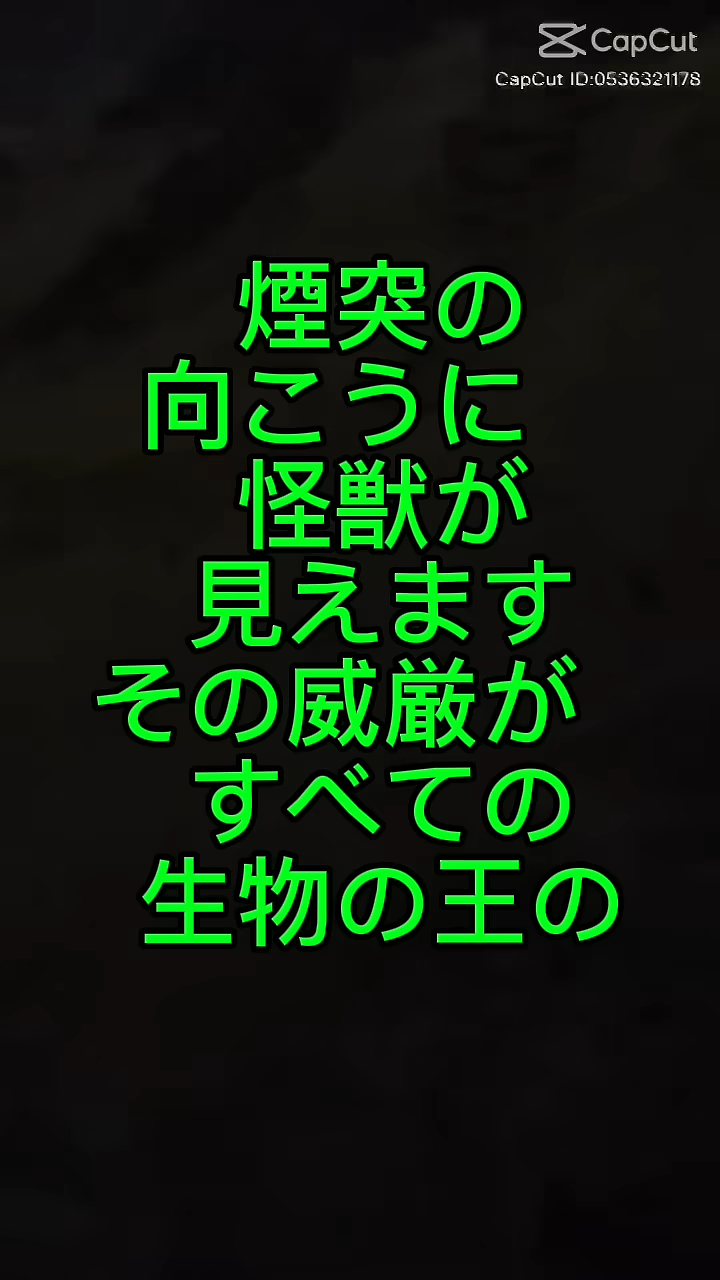 CapCut
CapCut ID:0536321178
煙突の
向こうに
怪獣が
見えます
その威厳が
すべての
生物の王の